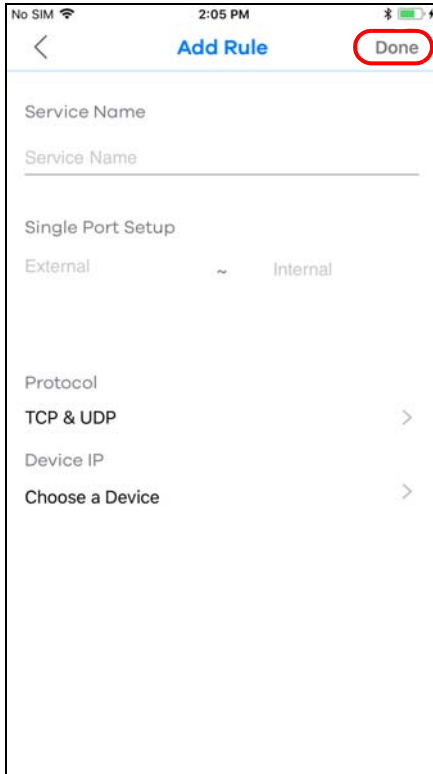 No SIM 2:05 PM
Add Rule Done
Service Name
Service Name
Single Port Setup
External ~ Internal
Protocol
TCP & UDP >
Device IP
Choose a Device >